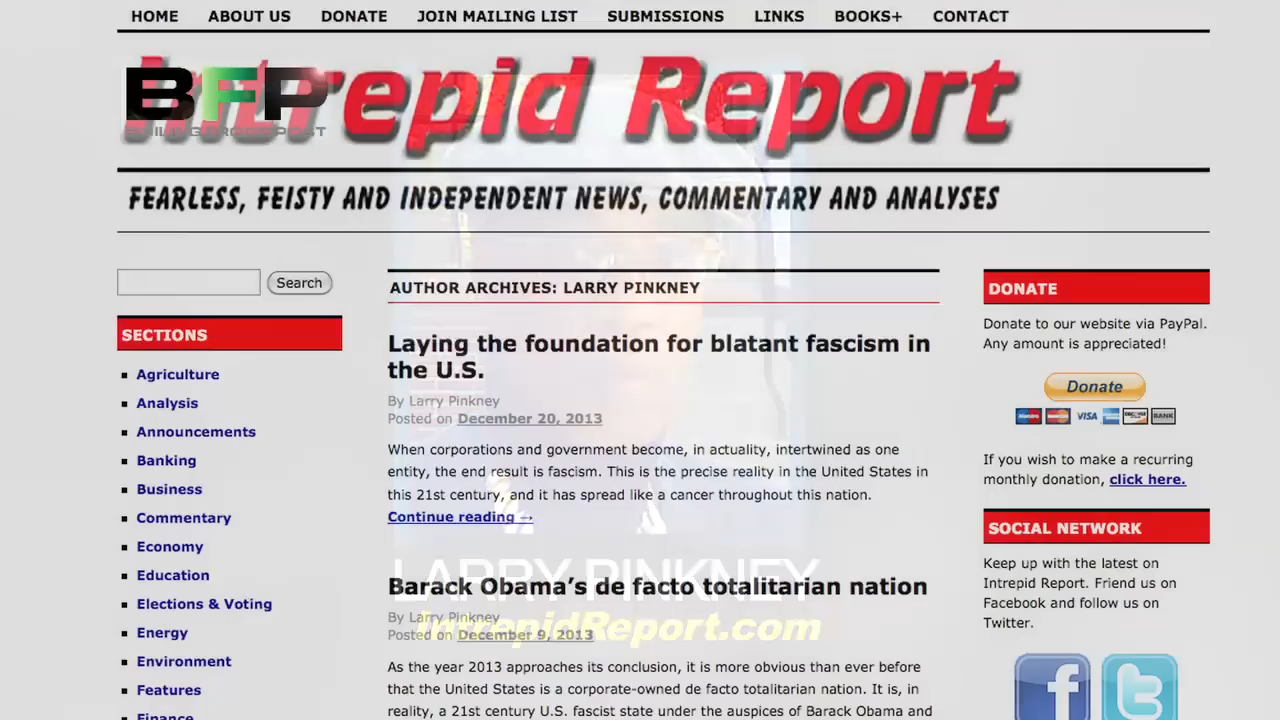 HOME ABOUT US DONATE JOIN MAILING LIST SUBMISSIONS LINKS BOOKS+ CONTACT
Intrepid Report
BFP
BOILING FROGS POST
FEARLESS, FEISTY AND INDEPENDENT NEWS, COMMENTARY AND ANALYSES
Search
SECTIONS
Agriculture
Analysis
Announcements
Banking
Business
Commentary
Economy
Education
Elections & Voting
Energy
Environment
Features
Finance
AUTHOR ARCHIVES: LARRY PINKNEY
Laying the foundation for blatant fascism in
the U.S.
By Larry Pinkney
Posted on December 20, 2013
When corporations and government become, in actuality, intertwined as one
entity, the end result is fascism. This is the precise reality in the United States in
this 21st century, and it has spread like a cancer throughout this nation.
Continue reading →
LARRY PINKNEY
IntrepidReport.com
Barack Obama’s de facto totalitarian nation
By Larry Pinkney
Posted on December 9, 2013
As the year 2013 approaches its conclusion, it is more obvious than ever before
that the United States is a corporate-owned de facto totalitarian nation. It is, in
reality, a 21st century U.S. fascist state under the auspices of Barack Obama and
DONATE
Donate to our website via PayPal.
Any amount is appreciated!
Donate
VISA
BANK
If you wish to make a recurring
monthly donation, click here.
SOCIAL NETWORK
Keep up with the latest on
Intrepid Report. Friend us on
Facebook and follow us on
Twitter.
f t